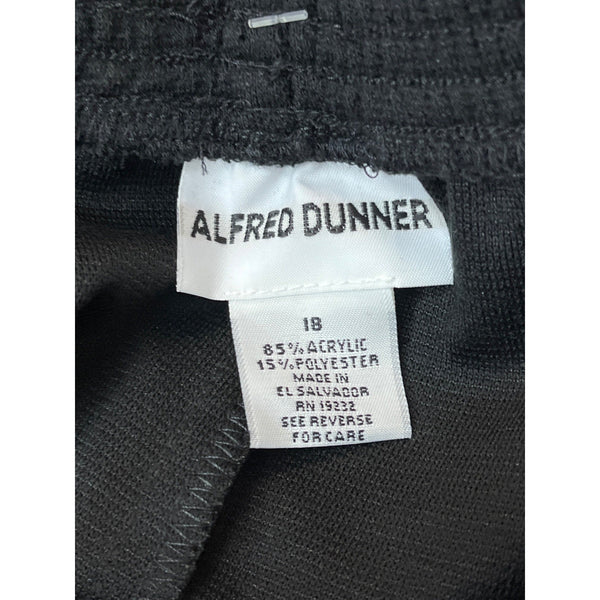 ALFRED DUNNER
18
85% ACRYLIC
15% POLYESTER
MADE IN
EL SALVADOR
RN 19232
SEE REVERSE
FOR CARE